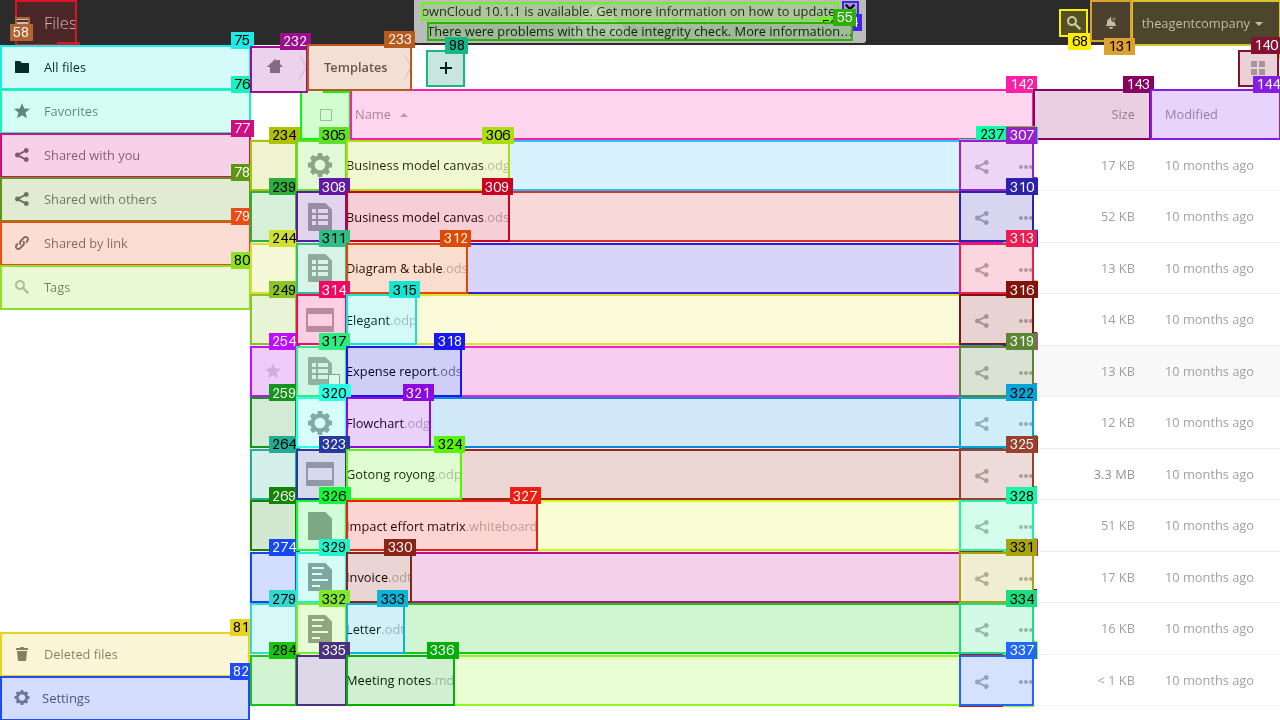 Files
ownCloud 10.1.1 is available. Get more information on how to update.
There were problems with the code integrity check. More information…
theagentcompany
58
55
68
131
75
232
233
98
140
All files
Templates
76
142
143
144
Favorites
Name
Size
Modified
77
234
305
306
237
307
Shared with you
Business model canvas.odg
17 KB
10 months ago
78
239
308
309
310
Shared with others
Business model canvas.ods
52 KB
10 months ago
79
244
311
312
313
Shared by link
Diagram & table.ods
13 KB
10 months ago
80
249
314
315
316
Tags
Elegant.odp
14 KB
10 months ago
254
317
318
319
Expense report.ods
13 KB
10 months ago
259
320
321
322
Flowchart.odg
12 KB
10 months ago
264
323
324
325
Gotong royong.odp
3.3 MB
10 months ago
269
326
327
328
Impact effort matrix.whiteboard
51 KB
10 months ago
274
329
330
331
Invoice.odt
17 KB
10 months ago
279
332
333
334
Letter.odt
16 KB
10 months ago
81
284
335
336
337
Deleted files
Meeting notes.md
< 1 KB
10 months ago
82
Settings